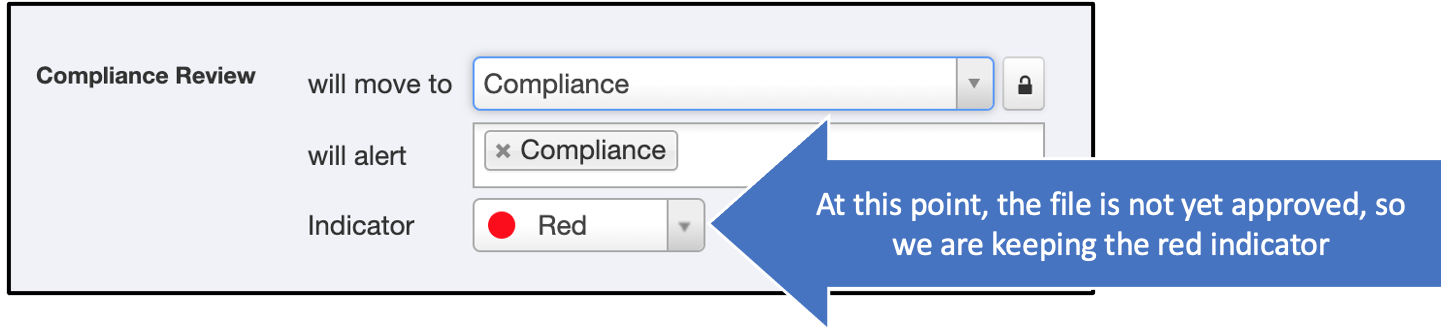 Compliance Review
will move to
Compliance
will alert
× Compliance
Indicator
Red
At this point, the file is not yet approved, so
we are keeping the red indicator